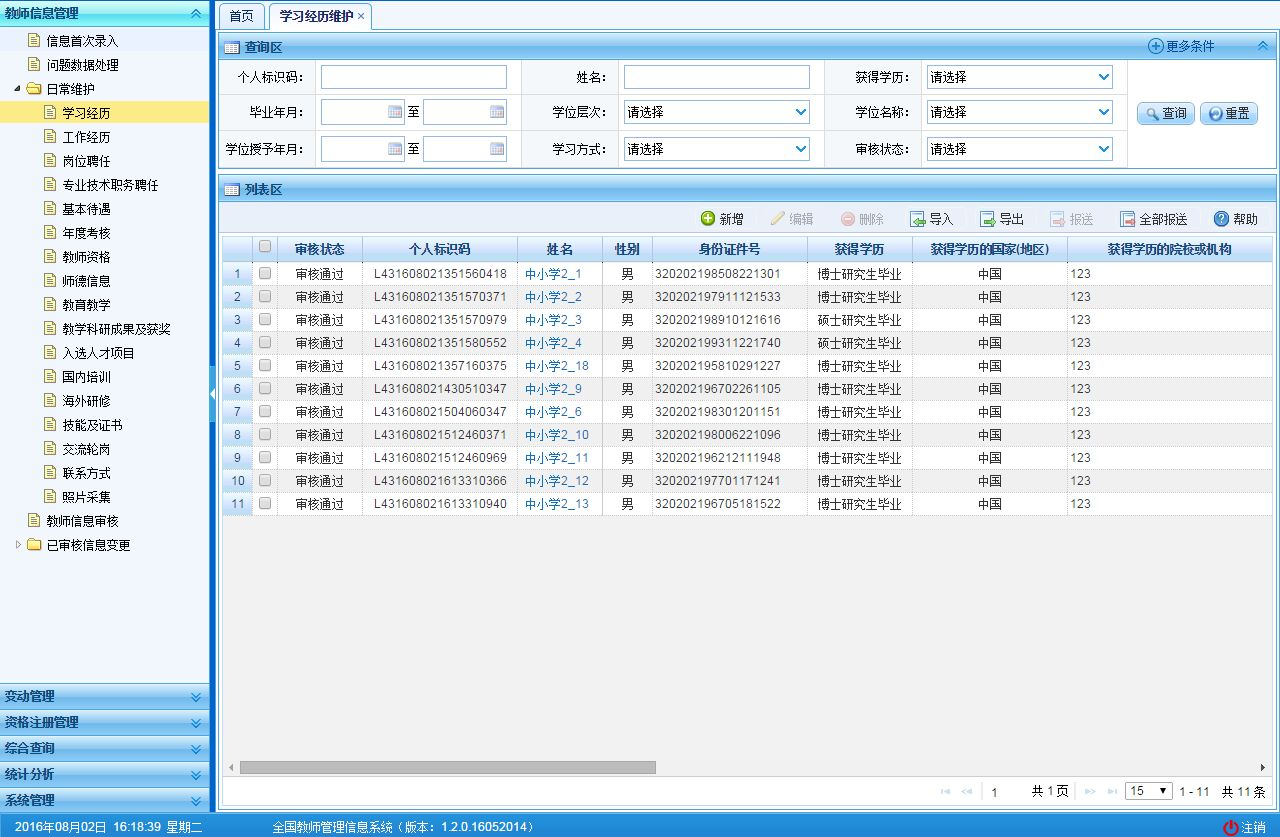 教师信息管理
信息首次录入
问题数据处理
日常维护
学习经历
工作经历
岗位聘任
专业技术职务聘任
基本待遇
年度考核
教师资格
师德信息
教育教学
教学科研成果及获奖
入选人才项目
国内培训
海外研修
技能及证书
交流轮岗
联系方式
照片采集
教师信息审核
已审核信息变更
变动管理
资格注册管理
综合查询
统计分析
系统管理
首页 学习经历维护 ×
查询区 更多条件
个人标识码： 姓名： 获得学历： 请选择
毕业年月： 至 学位层次： 请选择 学位名称： 请选择 查询 重置
学位授予年月： 至 学习方式： 请选择 审核状态： 请选择
列表区
新增 编辑 删除 导入 导出 报送 全部报送 帮助
审核状态 个人标识码 姓名 性别 身份证件号 获得学历 获得学历的国家(地区) 获得学历的院校或机构
1 审核通过 L431608021351560418 中小学2_1 男 320202198508221301 博士研究生毕业 中国 123
2 审核通过 L431608021351570371 中小学2_2 男 320202197911121533 博士研究生毕业 中国 123
3 审核通过 L431608021351570979 中小学2_3 男 320202198910121616 硕士研究生毕业 中国 123
4 审核通过 L431608021351580552 中小学2_4 男 320202199311221740 硕士研究生毕业 中国 123
5 审核通过 L431608021357160375 中小学2_18 男 320202195810291227 博士研究生毕业 中国 123
6 审核通过 L431608021430510347 中小学2_9 男 320202196702261105 博士研究生毕业 中国 123
7 审核通过 L431608021504060347 中小学2_6 男 320202198301201151 博士研究生毕业 中国 123
8 审核通过 L431608021512460371 中小学2_10 男 320202198006221096 博士研究生毕业 中国 123
9 审核通过 L431608021512460969 中小学2_11 男 320202196212111948 博士研究生毕业 中国 123
10 审核通过 L431608021613310366 中小学2_12 男 320202197701171241 博士研究生毕业 中国 123
11 审核通过 L431608021613310940 中小学2_13 男 320202196705181522 博士研究生毕业 中国 123
1 共 1 页 15 1 - 11 共 11 条
2016年08月02日 16:18:39 星期二 全国教师管理信息系统（版本：1.2.0.16052014） 注销